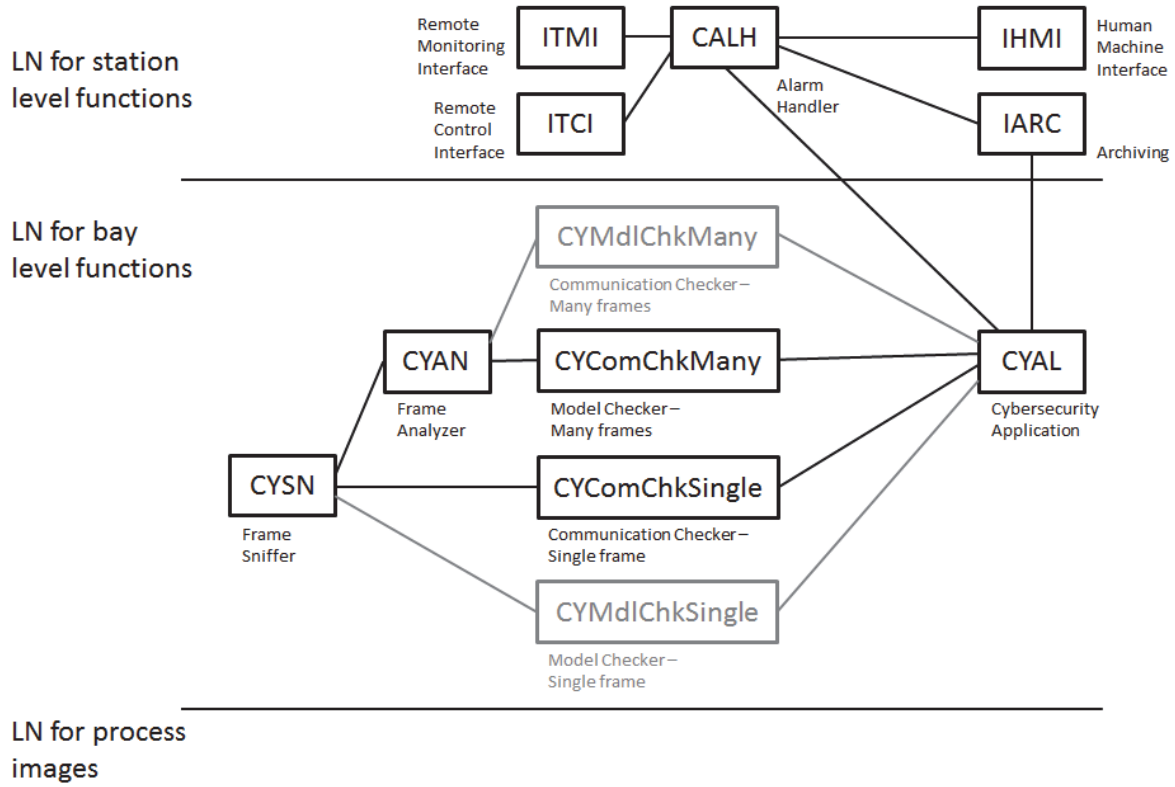 LN for station
level functions
Remote
Monitoring
Interface
ITMI
CALH
IHMI
Human
Machine
Interface
Remote
Control
Interface
ITCI
Alarm
Handler
IARC
Archiving
LN for bay
level functions
CYMdlChkMany
Communication Checker–
Many frames
CYAN
CYComChkMany
CYAL
Frame
Analyzer
Model Checker–
Many frames
Cybersecurity
Application
CYSN
CYComChkSingle
Frame
Sniffer
Communication Checker–
Single frame
CYMdlChkSingle
Model Checker–
Single frame
LN for process
images